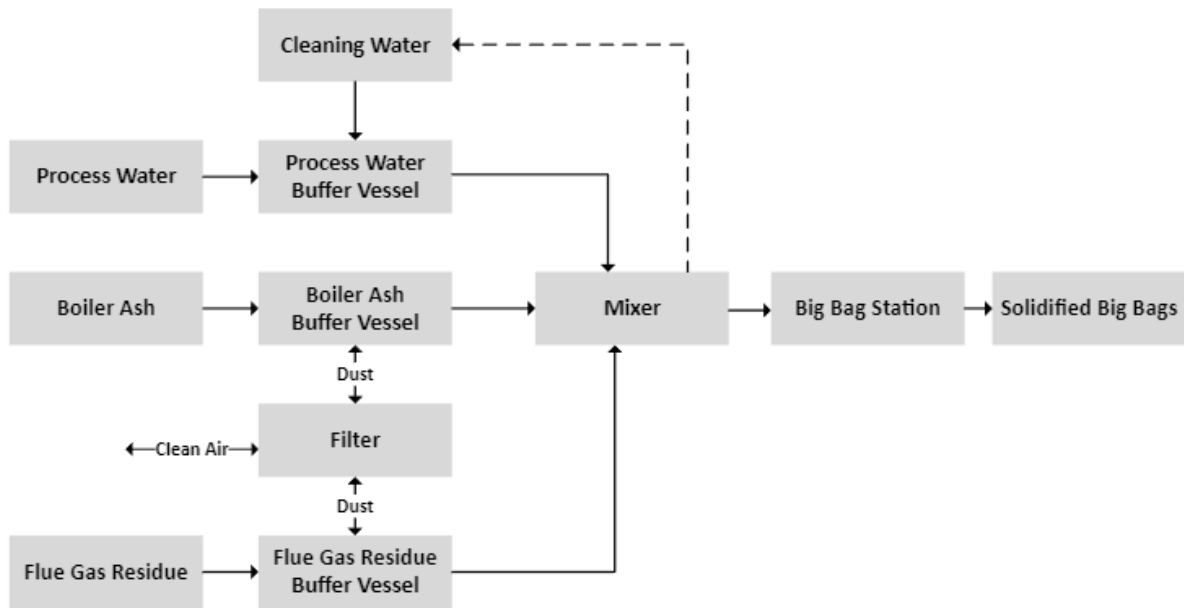 Cleaning Water
Process Water
Process Water
Buffer Vessel
Boiler Ash
Boiler Ash
Buffer Vessel
Mixer
Big Bag Station
Solidified Big Bags
Dust
Filter
Clean Air
Dust
Flue Gas Residue
Flue Gas Residue
Buffer Vessel